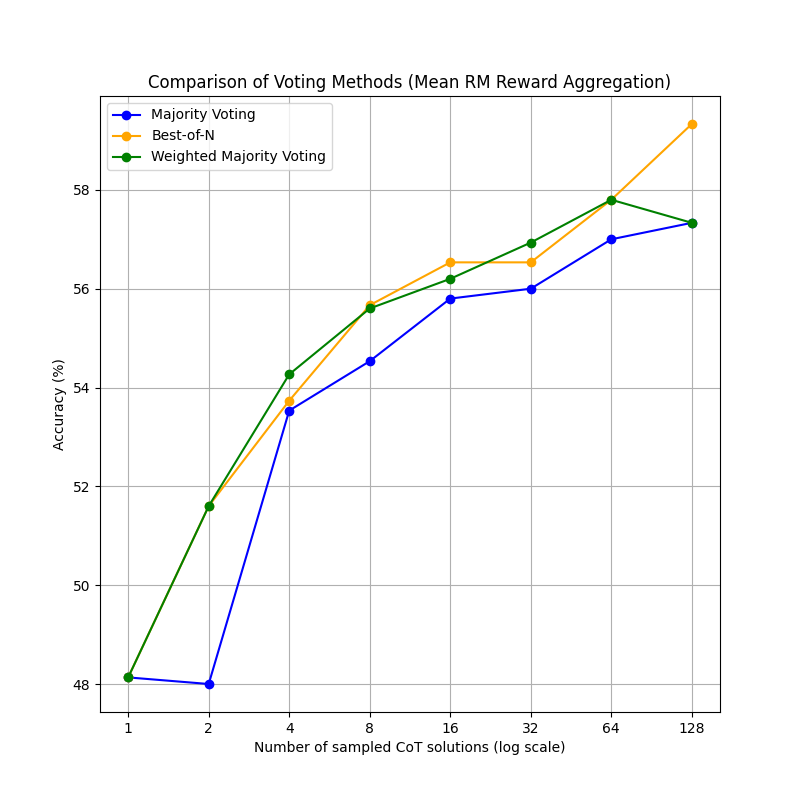 Comparison of Voting Methods (Mean RM Reward Aggregation)
Majority Voting
Best-of-N
Weighted Majority Voting
Accuracy (%)
58
56
54
52
50
48
1 2 4 8 16 32 64 128
Number of sampled CoT solutions (log scale)